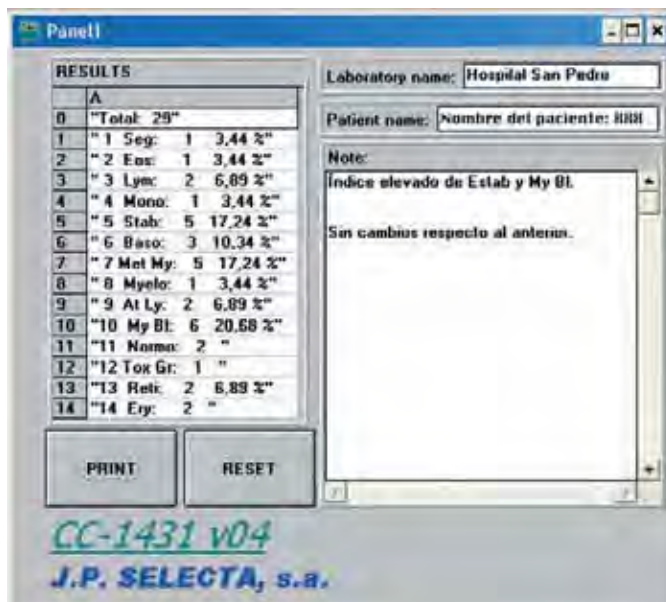 Panel1
RESULTS
A
0 "Total: 29"
1 " 1 Seg: 1 3,44 %"
2 " 2 Eos: 1 3,44 %"
3 " 3 Lym: 2 6,89 %"
4 " 4 Mono: 1 3,44 %"
5 " 5 Stab: 5 17,24 %"
6 " 6 Baso: 3 10,34 %"
7 " 7 Met My: 5 17,24 %"
8 " 8 Myelo: 1 3,44 %"
9 " 9 At Ly: 2 6,89 %"
10 "10 My Bl: 6 20,68 %"
11 "11 Normo: 2 "
12 "12 Tox Gr: 1 "
13 "13 Reti: 2 6,89 %"
14 "14 Ery: 2 "
PRINT
RESET
Laboratory name: Hospital San Pedro
Patient name: Nombre del paciente: 888
Note:
Índice elevado de Estab y My Bl.
Sin cambios respecto al anterior.
CC-1431 v04
J.P. SELECTA, s.a.